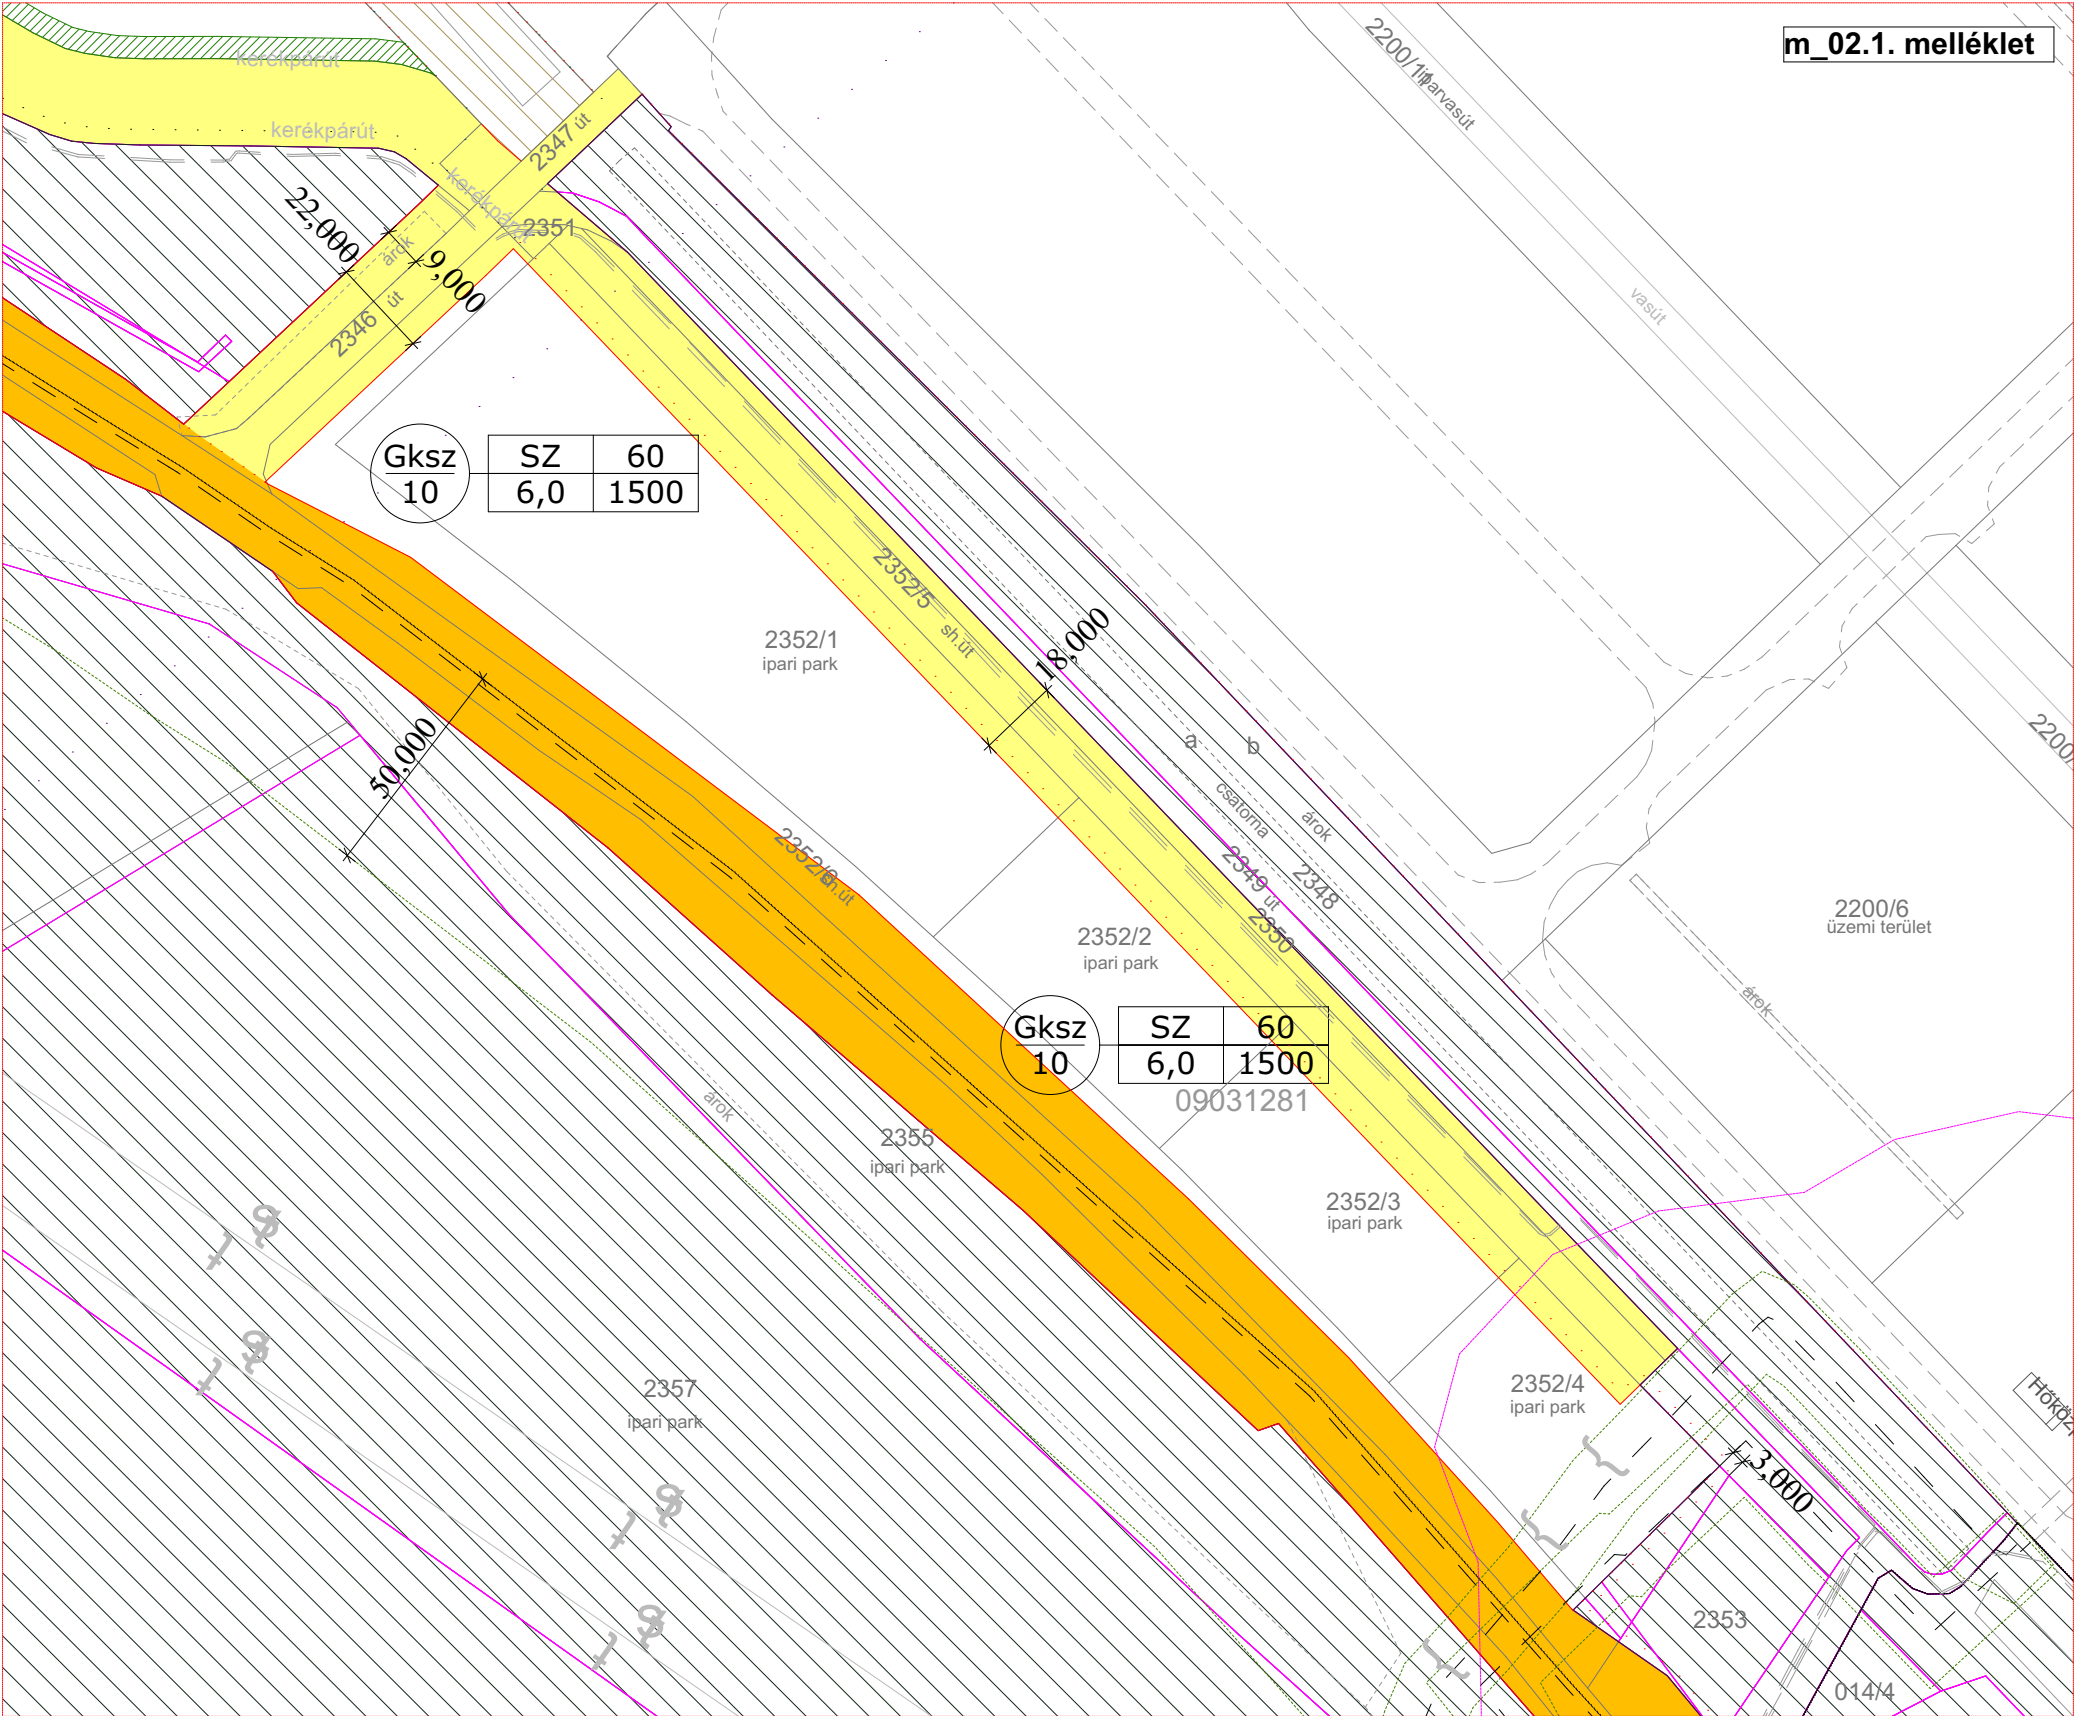 m_02.1. melléklet
kerékpárút
kerékpárút
kerékpárút
2347 út
2351
22,000
árok
9,000
2346 út
2200/11
iparvasút
vasút
Gksz
10
SZ 60
6,0 1500
2352/5
sh.út
2352/1
ipari park
18,000
50,000
a b
csatorna
árok
2349
út
2348
2350
2352/6
sh.út
2352/2
ipari park
2200/6
üzemi terület
árok
Gksz
10
SZ 60
6,0 1500
09031281
árok
2355
ipari park
2352/3
ipari park
2357
ipari park
2352/4
ipari park
3,000
2353
014/4